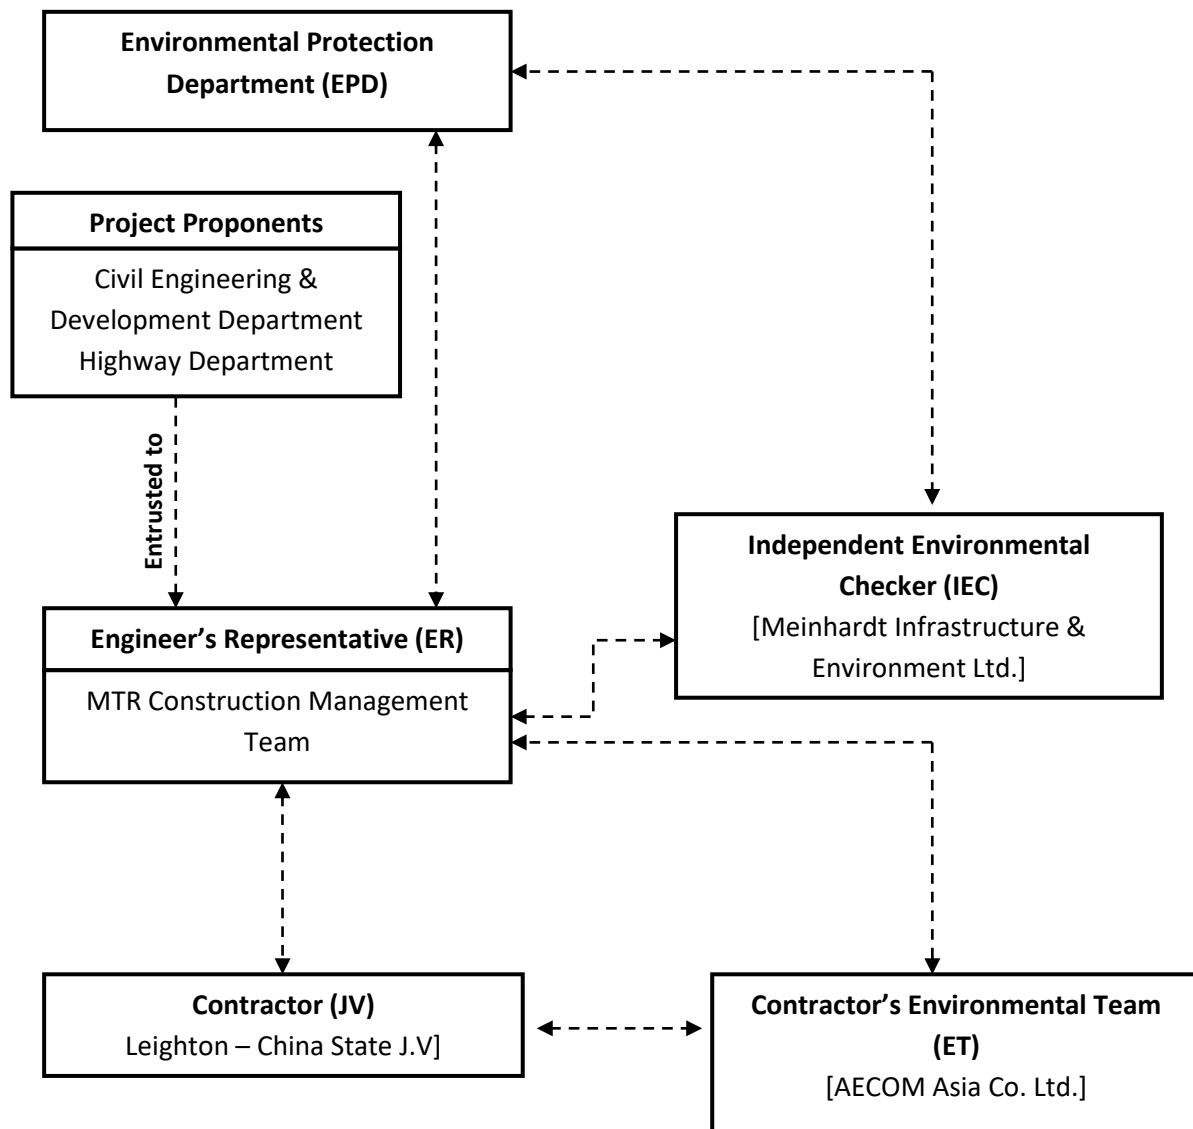 Environmental Protection
Department (EPD)
Project Proponents
Civil Engineering &
Development Department
Highway Department
Entrusted to
Independent Environmental
Checker (IEC)
[Meinhardt Infrastructure &
Environment Ltd.]
Engineer’s Representative (ER)
MTR Construction Management
Team
Contractor (JV)
Leighton – China State J.V]
Contractor’s Environmental Team
(ET)
[AECOM Asia Co. Ltd.]